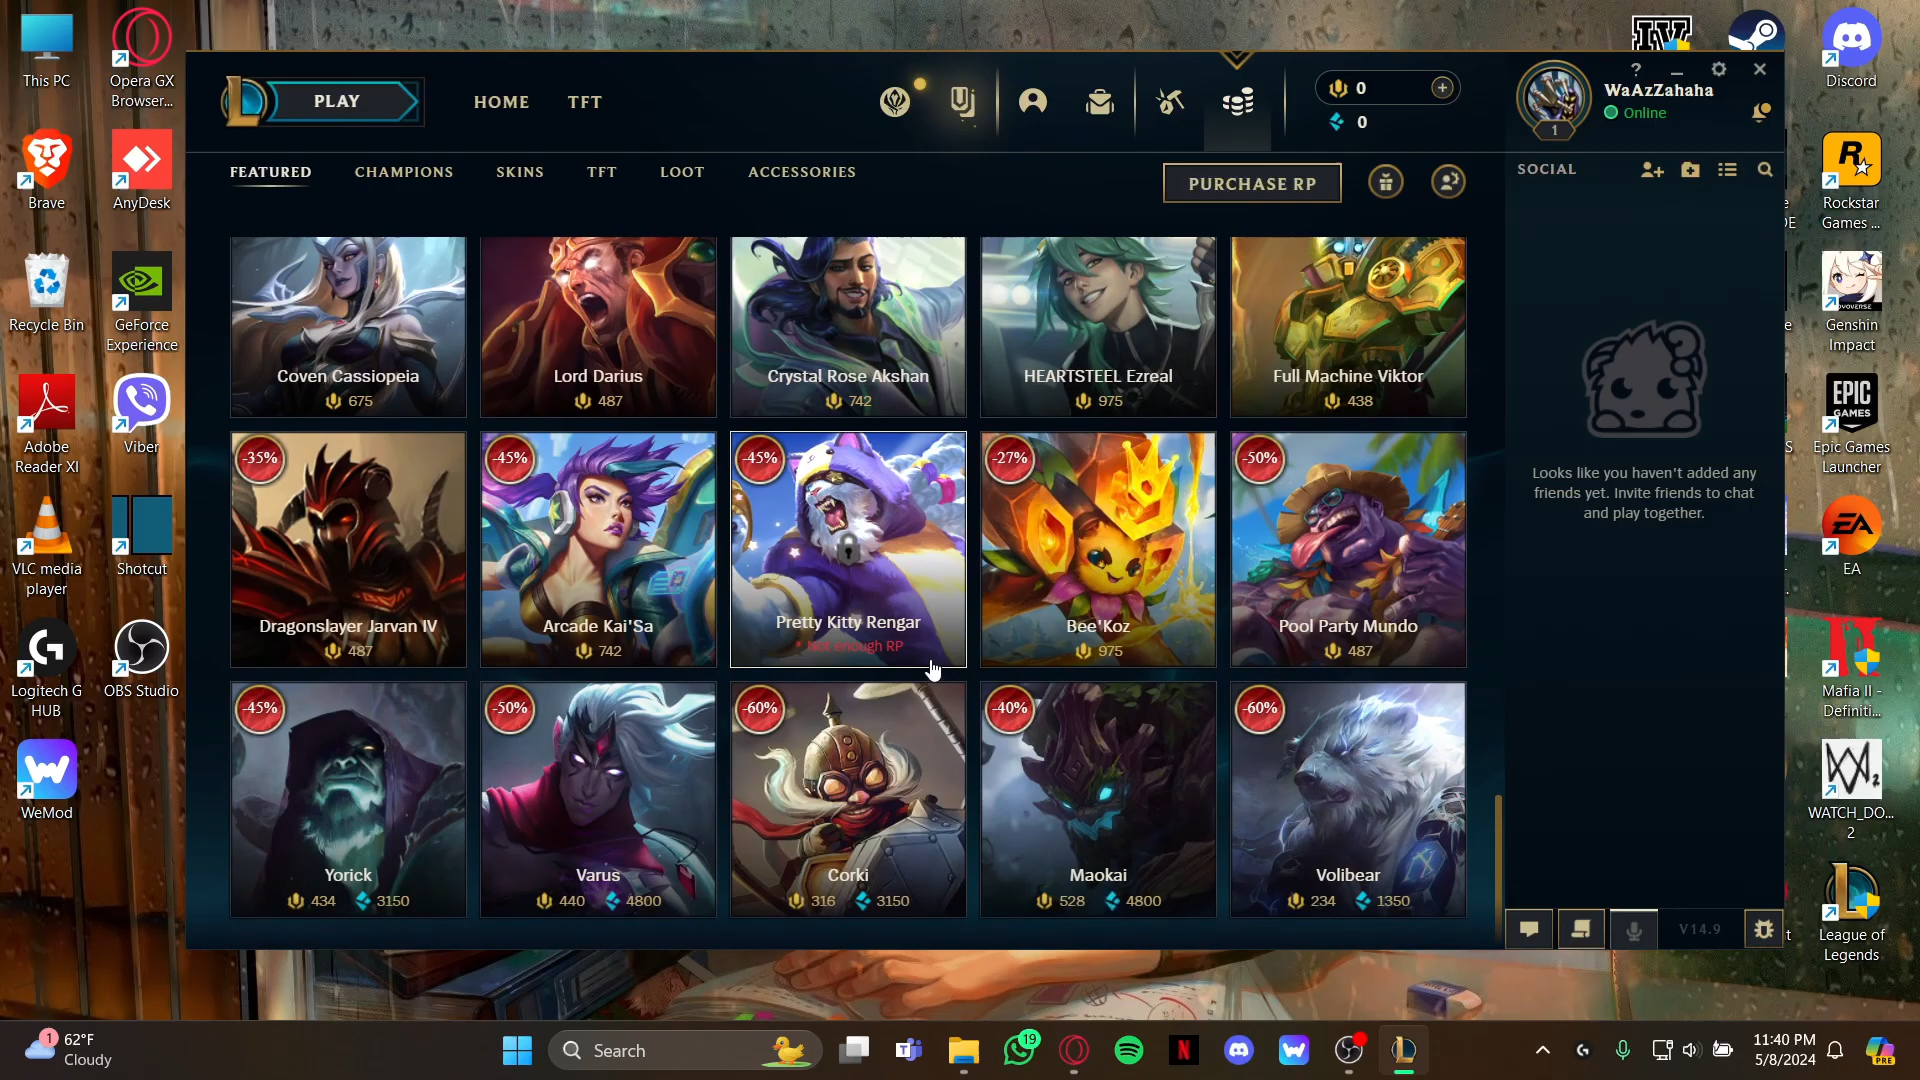 This PC
Opera GX
Browser...
Brave
AnyDesk
Recycle Bin
GeForce
Experience
Adobe
Reader XI
Viber
VLC media
player
Shotcut
Logitech G
HUB
OBS Studio
WeMod
PLAY
HOME
TFT
0
0
WaAzZahaha
Online
1
FEATURED
CHAMPIONS
SKINS
TFT
LOOT
ACCESSORIES
PURCHASE RP
SOCIAL
Coven Cassiopeia
675
Lord Darius
487
Crystal Rose Akshan
742
HEARTSTEEL Ezreal
975
Full Machine Viktor
438
-35%
Dragonslayer Jarvan IV
487
-45%
Arcade Kai'Sa
742
-45%
Pretty Kitty Rengar
* Not enough RP
-27%
Bee'Koz
975
-50%
Pool Party Mundo
487
-45%
Yorick
434 3150
-50%
Varus
440 4800
-60%
Corki
316 3150
-40%
Maokai
528 4800
-60%
Volibear
234 1350
Looks like you haven't added any
friends yet. Invite friends to chat
and play together.
V14.9
IV
Discord
Rockstar
Games ...
Genshin
Impact
EPIC
GAMES
Epic Games
Launcher
EA
EA
Mafia II -
Definiti...
WATCH_DO...
2
League of
Legends
1
62°F
Cloudy
Search
19
11:40 PM
5/8/2024
PRE